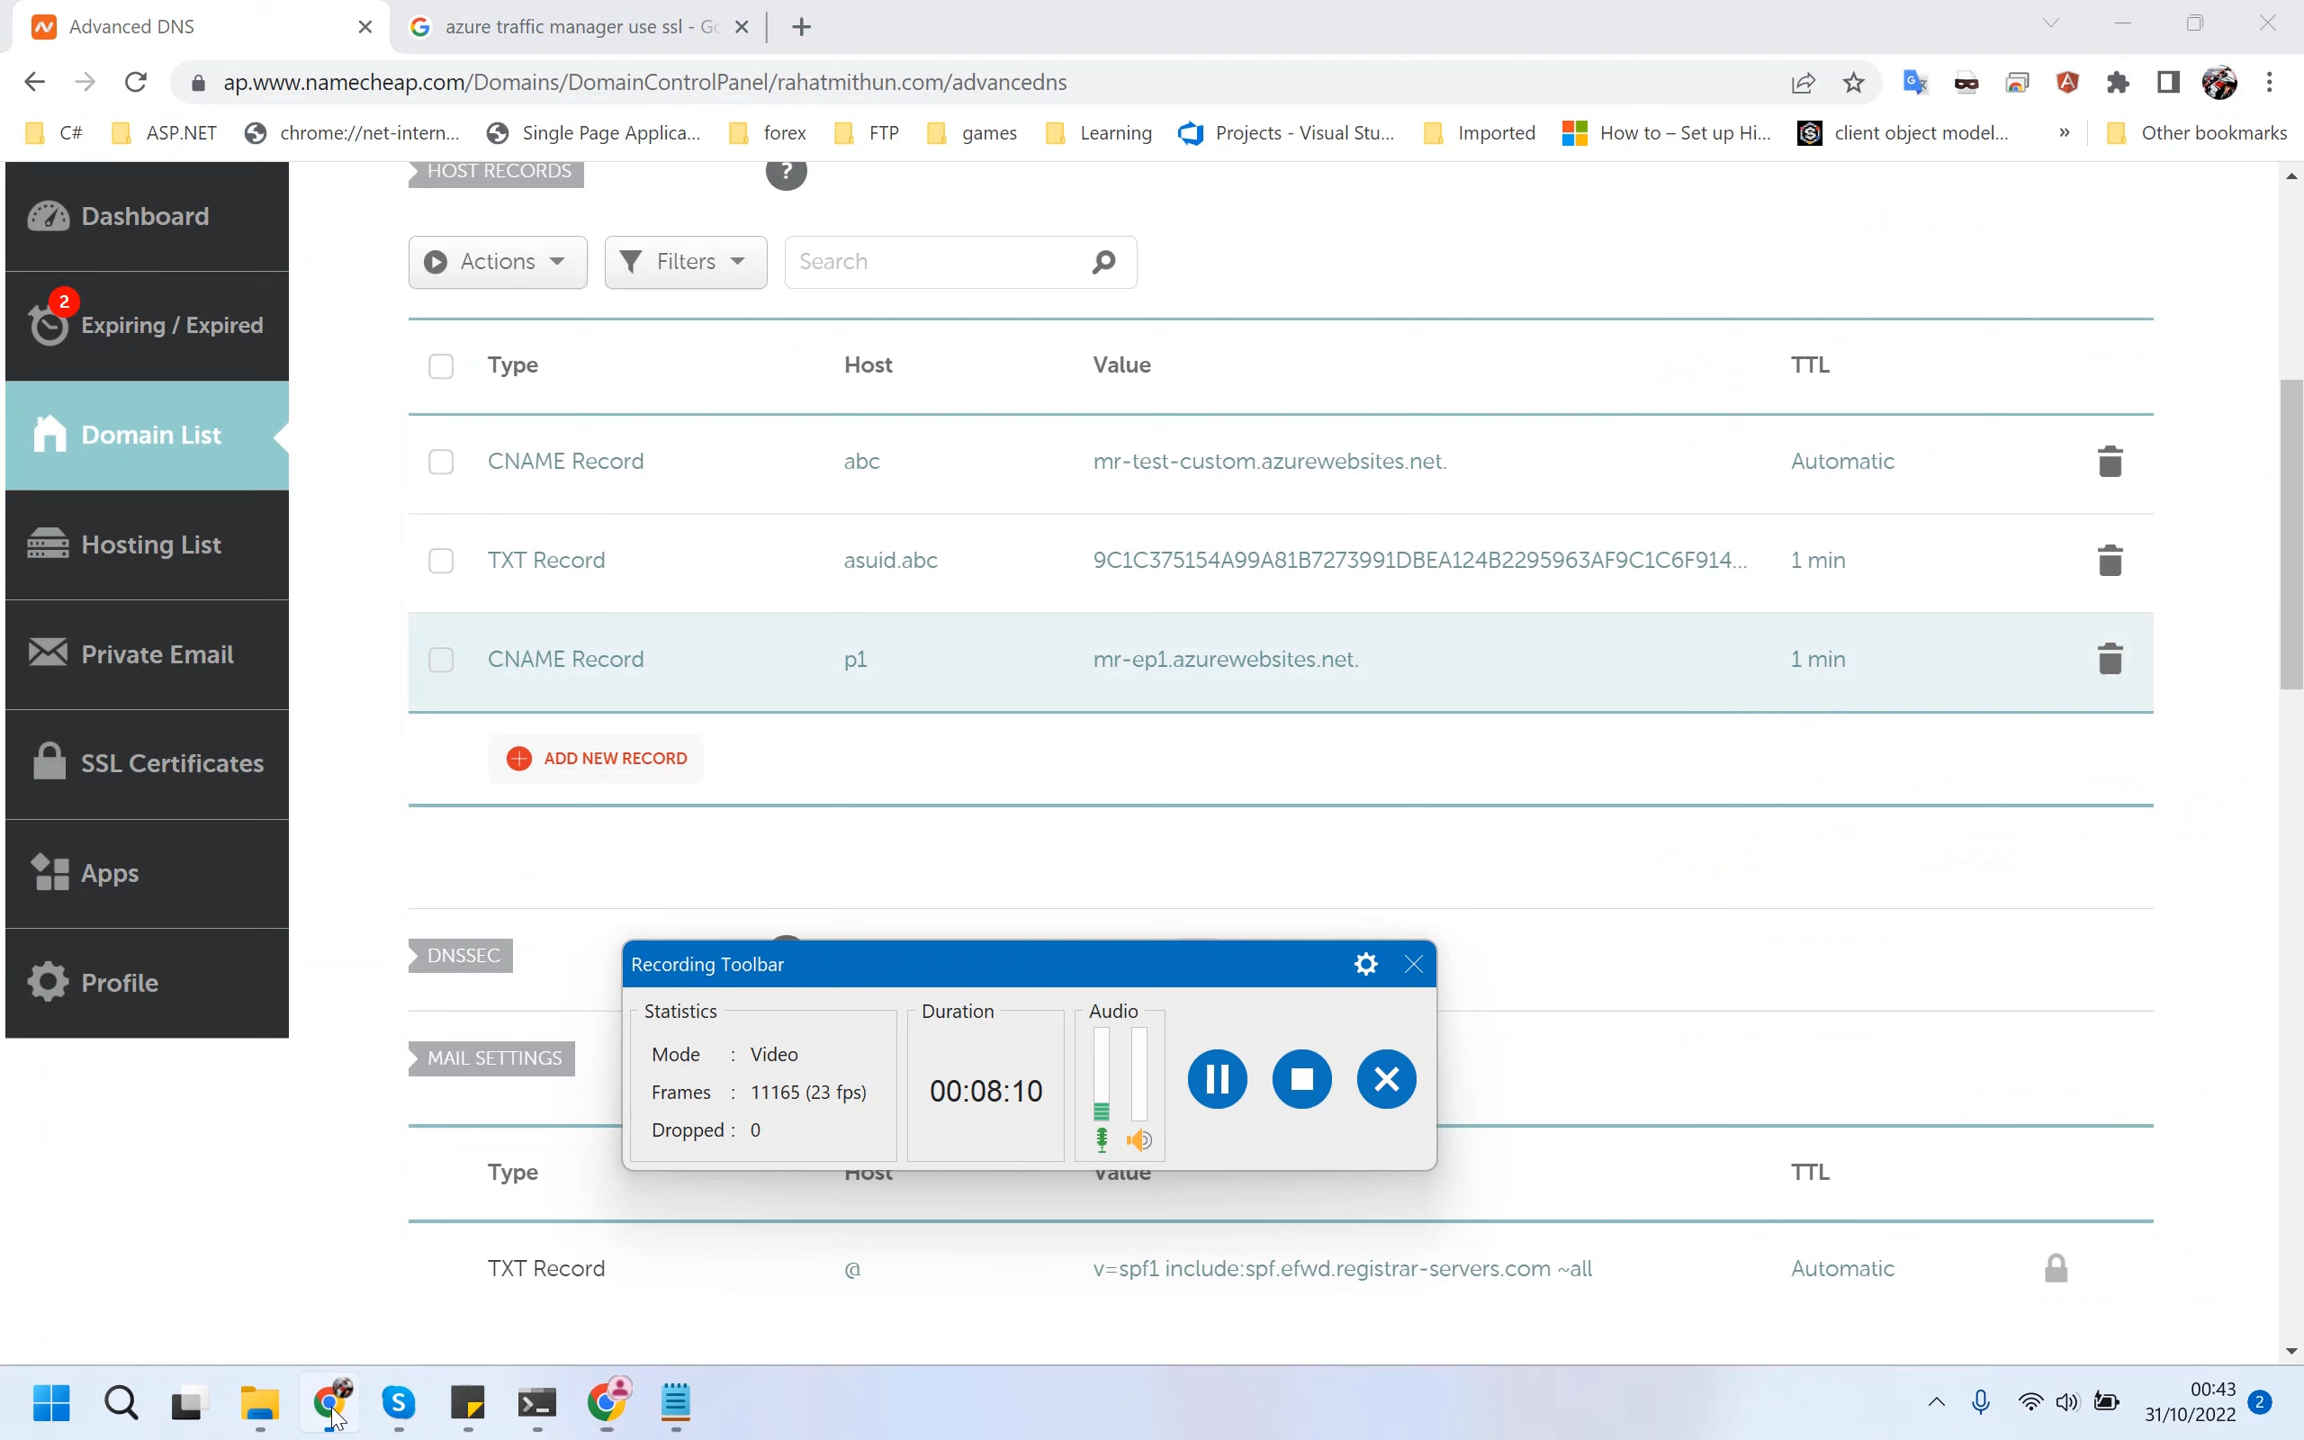 Advanced DNS
azure traffic manager use ssl - Go
ap.www.namecheap.com/Domains/DomainControlPanel/rahatmithun.com/advancedns
C#
ASP.NET
chrome://net-intern...
Single Page Applica...
forex
FTP
games
Learning
Projects - Visual Stu...
Imported
How to – Set up Hi...
client object model...
»
Other bookmarks
HOST RECORDS
?
Dashboard
2
Expiring / Expired
Domain List
Hosting List
Private Email
SSL Certificates
Apps
Profile
Actions
Filters
Search
Type Host Value TTL
CNAME Record abc mr-test-custom.azurewebsites.net. Automatic
TXT Record asuid.abc 9C1C375154A99A81B7273991DBEA124B2295963AF9C1C6F914... 1 min
CNAME Record p1 mr-ep1.azurewebsites.net. 1 min
ADD NEW RECORD
DNSSEC
Recording Toolbar
Statistics
Mode : Video
Frames : 11165 (23 fps)
Dropped : 0
Duration
00:08:10
Audio
MAIL SETTINGS
Type Host Value TTL
TXT Record @ v=spf1 include:spf.efwd.registrar-servers.com ~all Automatic
00:43
31/10/2022
2